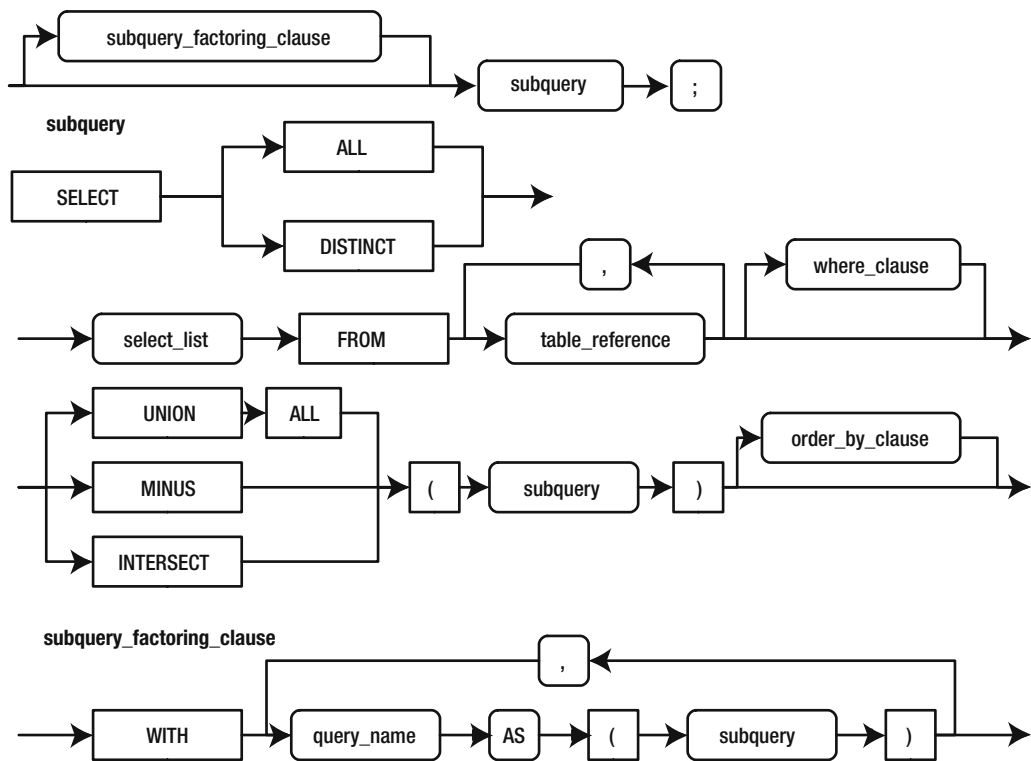 subquery_factoring_clause
subquery ;
subquery
SELECT
ALL
DISTINCT
,
where_clause
select_list FROM table_reference
UNION ALL
order_by_clause
MINUS ( subquery )
INTERSECT
subquery_factoring_clause
,
WITH query_name AS ( subquery )